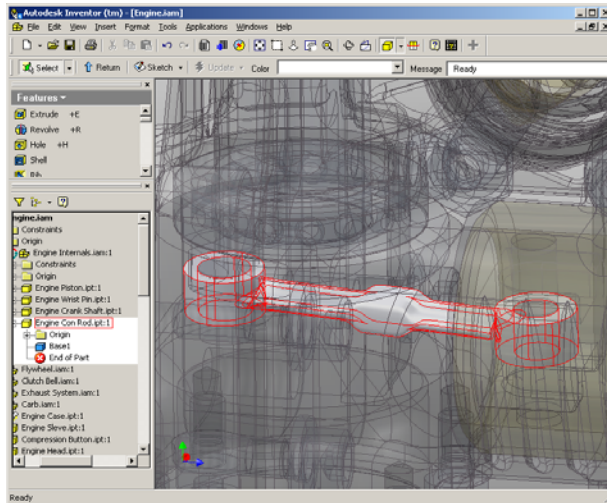 Autodesk Inventor (tm) - [Engine.iam]
File Edit View Insert Format Tools Applications Windows Help
Select Return Sketch Update Color Message Ready
Features
Extrude +E
Revolve +R
Hole +H
Shell
Rib
ngine.iam
Constraints
Origin
Engine Internals.iam:1
Constraints
Origin
Engine Piston.ipt:1
Engine Wrist Pin.ipt:1
Engine Crank Shaft.ipt:1
Engine Con Rod.ipt:1
Origin
Base1
End of Part
Flywheel.iam:1
Clutch Bell.iam:1
Exhaust System.iam:1
Carb.iam:1
Engine Case.ipt:1
Engine Sleve.ipt:1
Compression Button.ipt:1
Engine Head.ipt:1
Ready